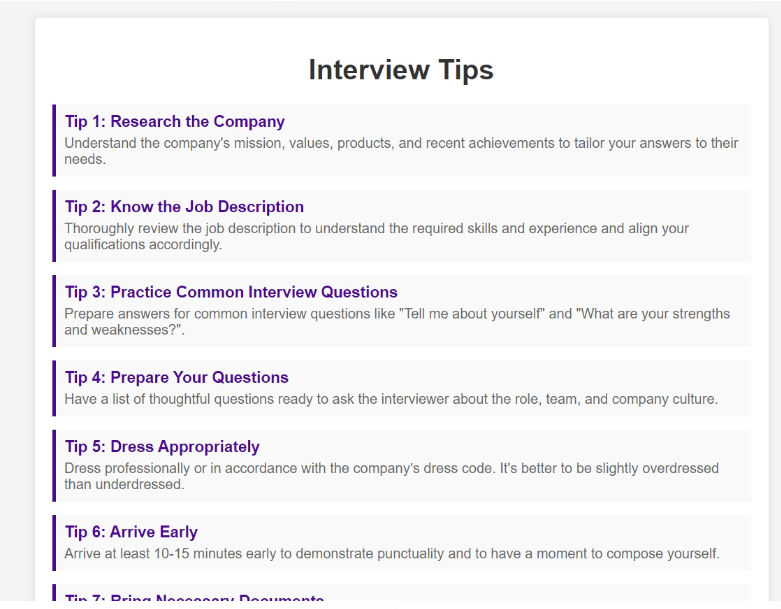 Interview Tips
Tip 1: Research the Company
Understand the company's mission, values, products, and recent achievements to tailor your answers to their
needs.
Tip 2: Know the Job Description
Thoroughly review the job description to understand the required skills and experience and align your
qualifications accordingly.
Tip 3: Practice Common Interview Questions
Prepare answers for common interview questions like "Tell me about yourself" and "What are your strengths
and weaknesses?".
Tip 4: Prepare Your Questions
Have a list of thoughtful questions ready to ask the interviewer about the role, team, and company culture.
Tip 5: Dress Appropriately
Dress professionally or in accordance with the company's dress code. It's better to be slightly overdressed
than underdressed.
Tip 6: Arrive Early
Arrive at least 10-15 minutes early to demonstrate punctuality and to have a moment to compose yourself.
Tip 7: Bring Necessary Documents